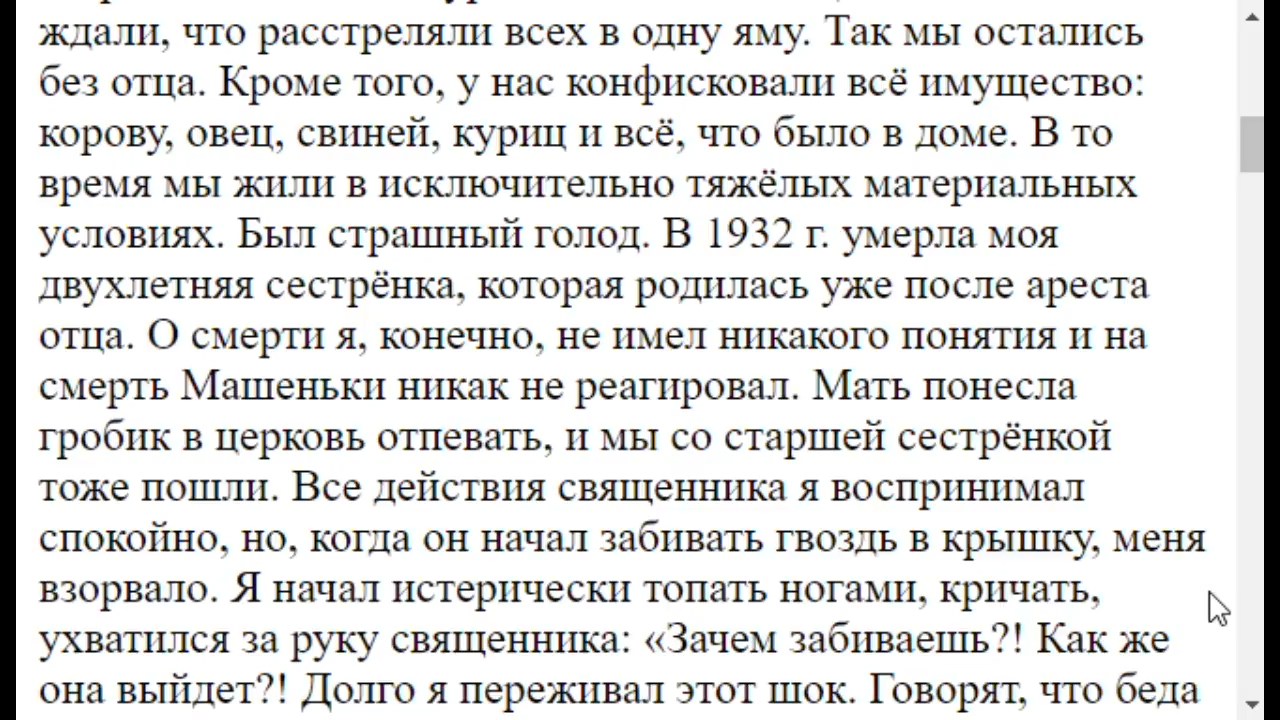 ждали, что расстреляли всех в одну яму. Так мы остались
без отца. Кроме того, у нас конфисковали всё имущество:
корову, овец, свиней, куриц и всё, что было в доме. В то
время мы жили в исключительно тяжёлых материальных
условиях. Был страшный голод. В 1932 г. умерла моя
двухлетняя сестрёнка, которая родилась уже после ареста
отца. О смерти я, конечно, не имел никакого понятия и на
смерть Машеньки никак не реагировал. Мать понесла
гробик в церковь отпевать, и мы со старшей сестрёнкой
тоже пошли. Все действия священника я воспринимал
спокойно, но, когда он начал забивать гвоздь в крышку, меня
взорвало. Я начал истерически топать ногами, кричать,
ухватился за руку священника: «Зачем забиваешь?! Как же
она выйдет?! Долго я переживал этот шок. Говорят, что беда